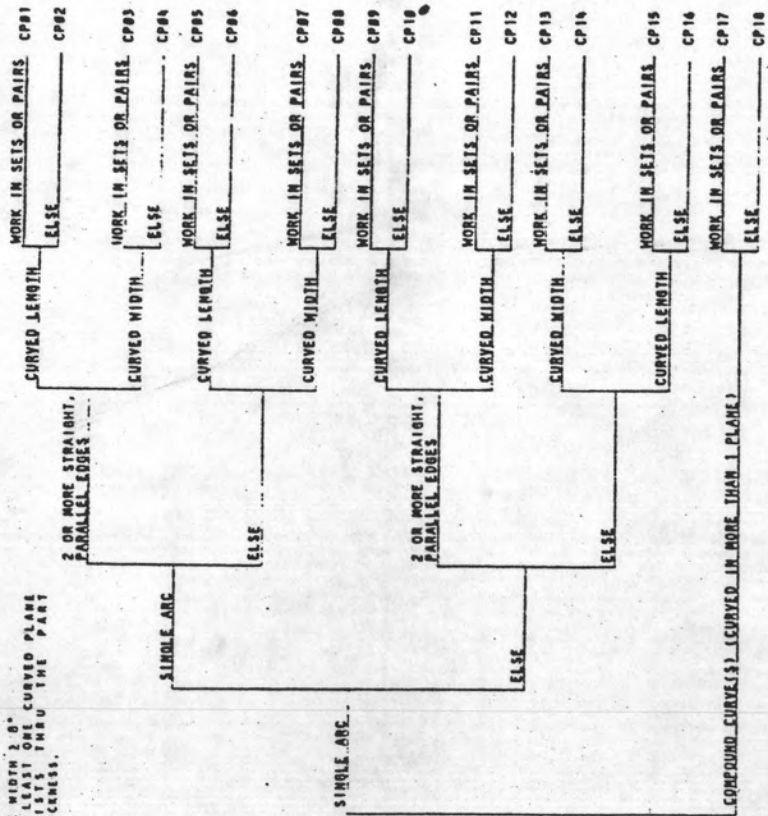 WIDTH ≥ 8"
LEAST ONE CURVED PLANE
ISTS THRU THE PART
CKNESS.
SINGLE ARC
COMPOUND CURVE(S) (CURVED IN MORE THAN 1 PLANE)
SINGLE ARC
ELSE
2 OR MORE STRAIGHT,
PARALLEL EDGES
ELSE
2 OR MORE STRAIGHT,
PARALLEL EDGES
ELSE
CURVED LENGTH
CURVED WIDTH
CURVED LENGTH
CURVED WIDTH
CURVED LENGTH
CURVED WIDTH
CURVED WIDTH
CURVED LENGTH
WORK IN SETS OR PAIRS CP01
ELSE CP02
WORK IN SETS OR PAIRS CP03
ELSE CP04
WORK IN SETS OR PAIRS CP05
ELSE CP06
WORK IN SETS OR PAIRS CP07
ELSE CP08
WORK IN SETS OR PAIRS CP09
ELSE CP10
WORK IN SETS OR PAIRS CP11
ELSE CP12
WORK IN SETS OR PAIRS CP13
ELSE CP14
WORK IN SETS OR PAIRS CP15
ELSE CP16
WORK IN SETS OR PAIRS CP17
ELSE CP18